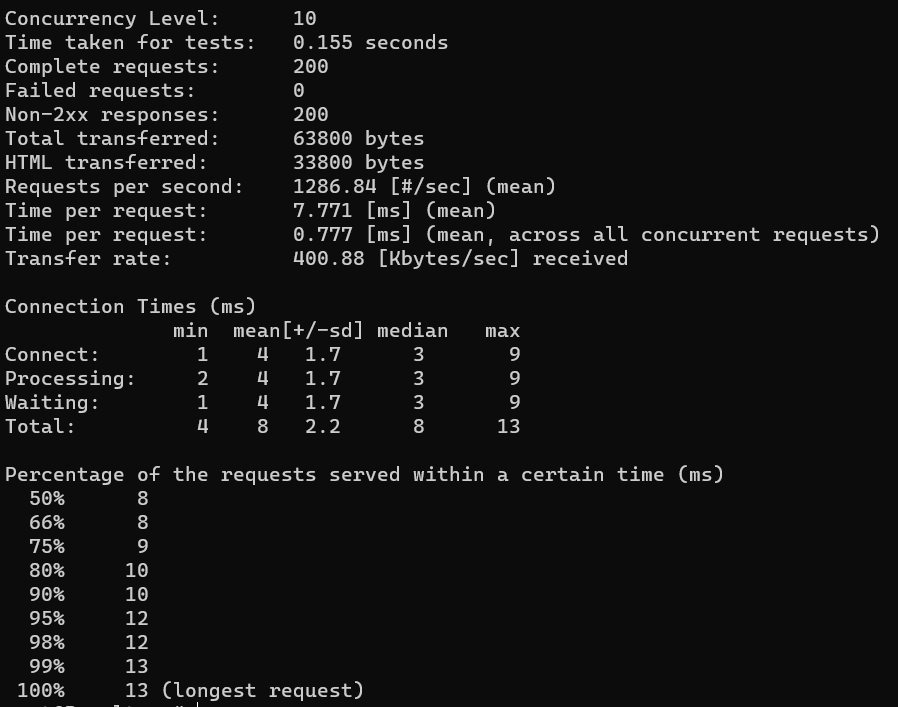 Concurrency Level:      10
Time taken for tests:   0.155 seconds
Complete requests:      200
Failed requests:        0
Non-2xx responses:      200
Total transferred:      63800 bytes
HTML transferred:       33800 bytes
Requests per second:    1286.84 [#/sec] (mean)
Time per request:       7.771 [ms] (mean)
Time per request:       0.777 [ms] (mean, across all concurrent requests)
Transfer rate:          400.88 [Kbytes/sec] received

Connection Times (ms)
              min  mean[+/-sd] median   max
Connect:        1    4   1.7      3       9
Processing:     2    4   1.7      3       9
Waiting:        1    4   1.7      3       9
Total:          4    8   2.2      8      13

Percentage of the requests served within a certain time (ms)
  50%      8
  66%      8
  75%      9
  80%     10
  90%     10
  95%     12
  98%     12
  99%     13
 100%     13 (longest request)